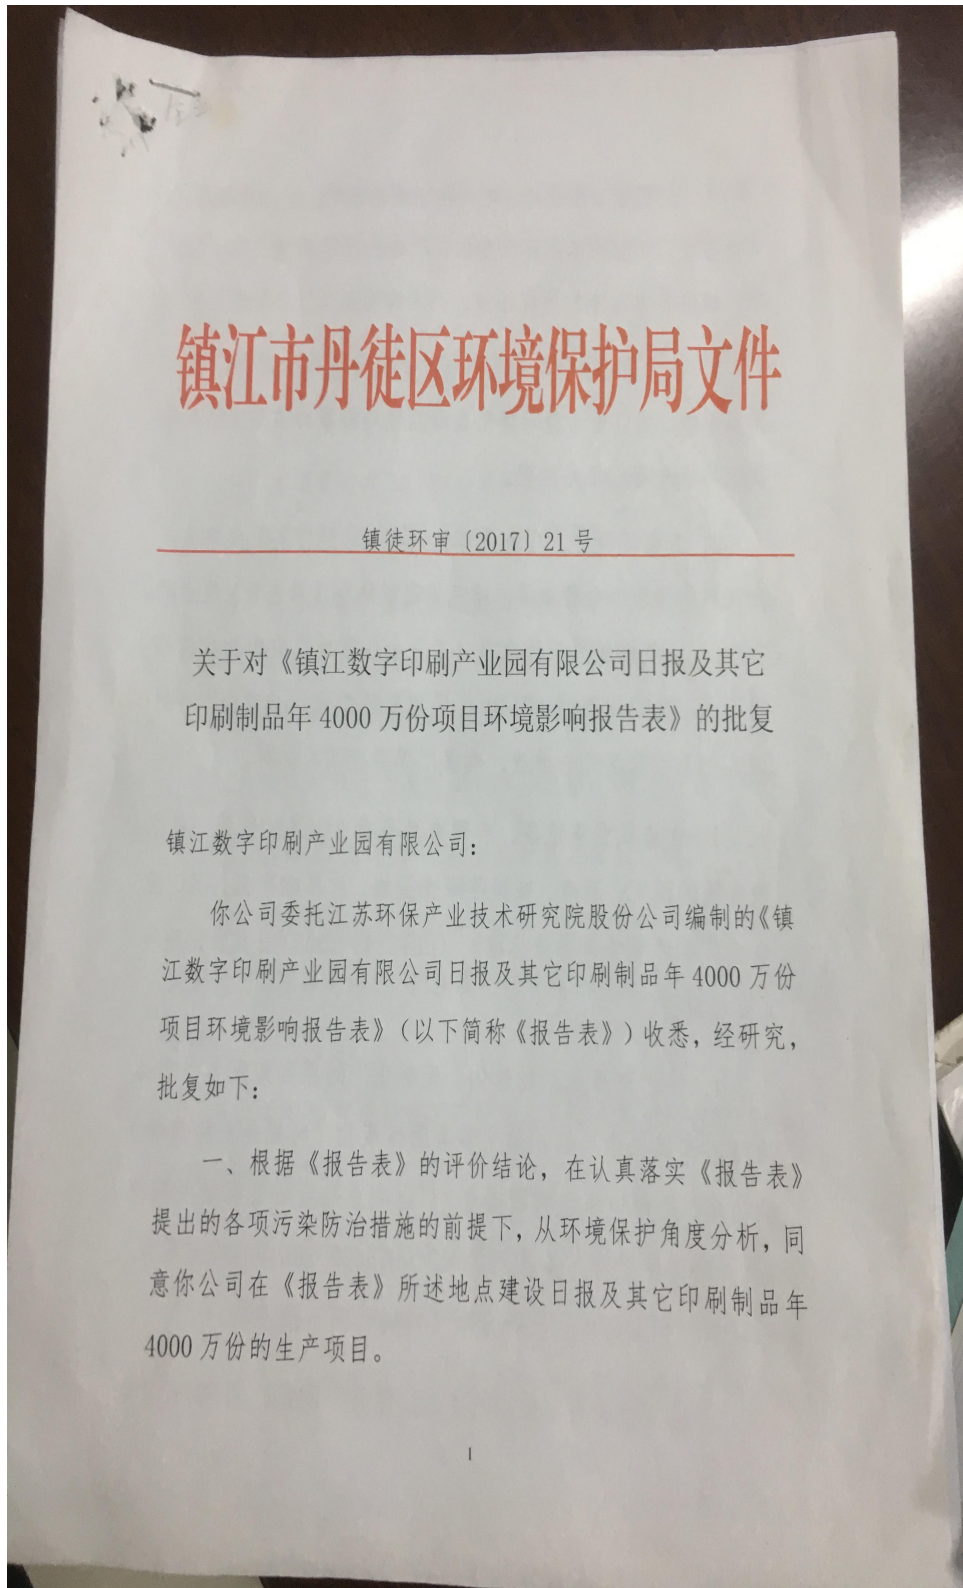 镇江市丹徒区环境保护局文件
镇徒环审〔2017〕21号
关于对《镇江数字印刷产业园有限公司日报及其它
印刷制品年4000万份项目环境影响报告表》的批复
镇江数字印刷产业园有限公司:
你公司委托江苏环保产业技术研究院股份公司编制的《镇
江数字印刷产业园有限公司日报及其它印刷制品年4000万份
项目环境影响报告表》(以下简称《报告表》)收悉,经研究,
批复如下:
一、根据《报告表》的评价结论,在认真落实《报告表》
提出的各项污染防治措施的前提下,从环境保护角度分析,同
意你公司在《报告表》所述地点建设日报及其它印刷制品年
4000万份的生产项目。
1